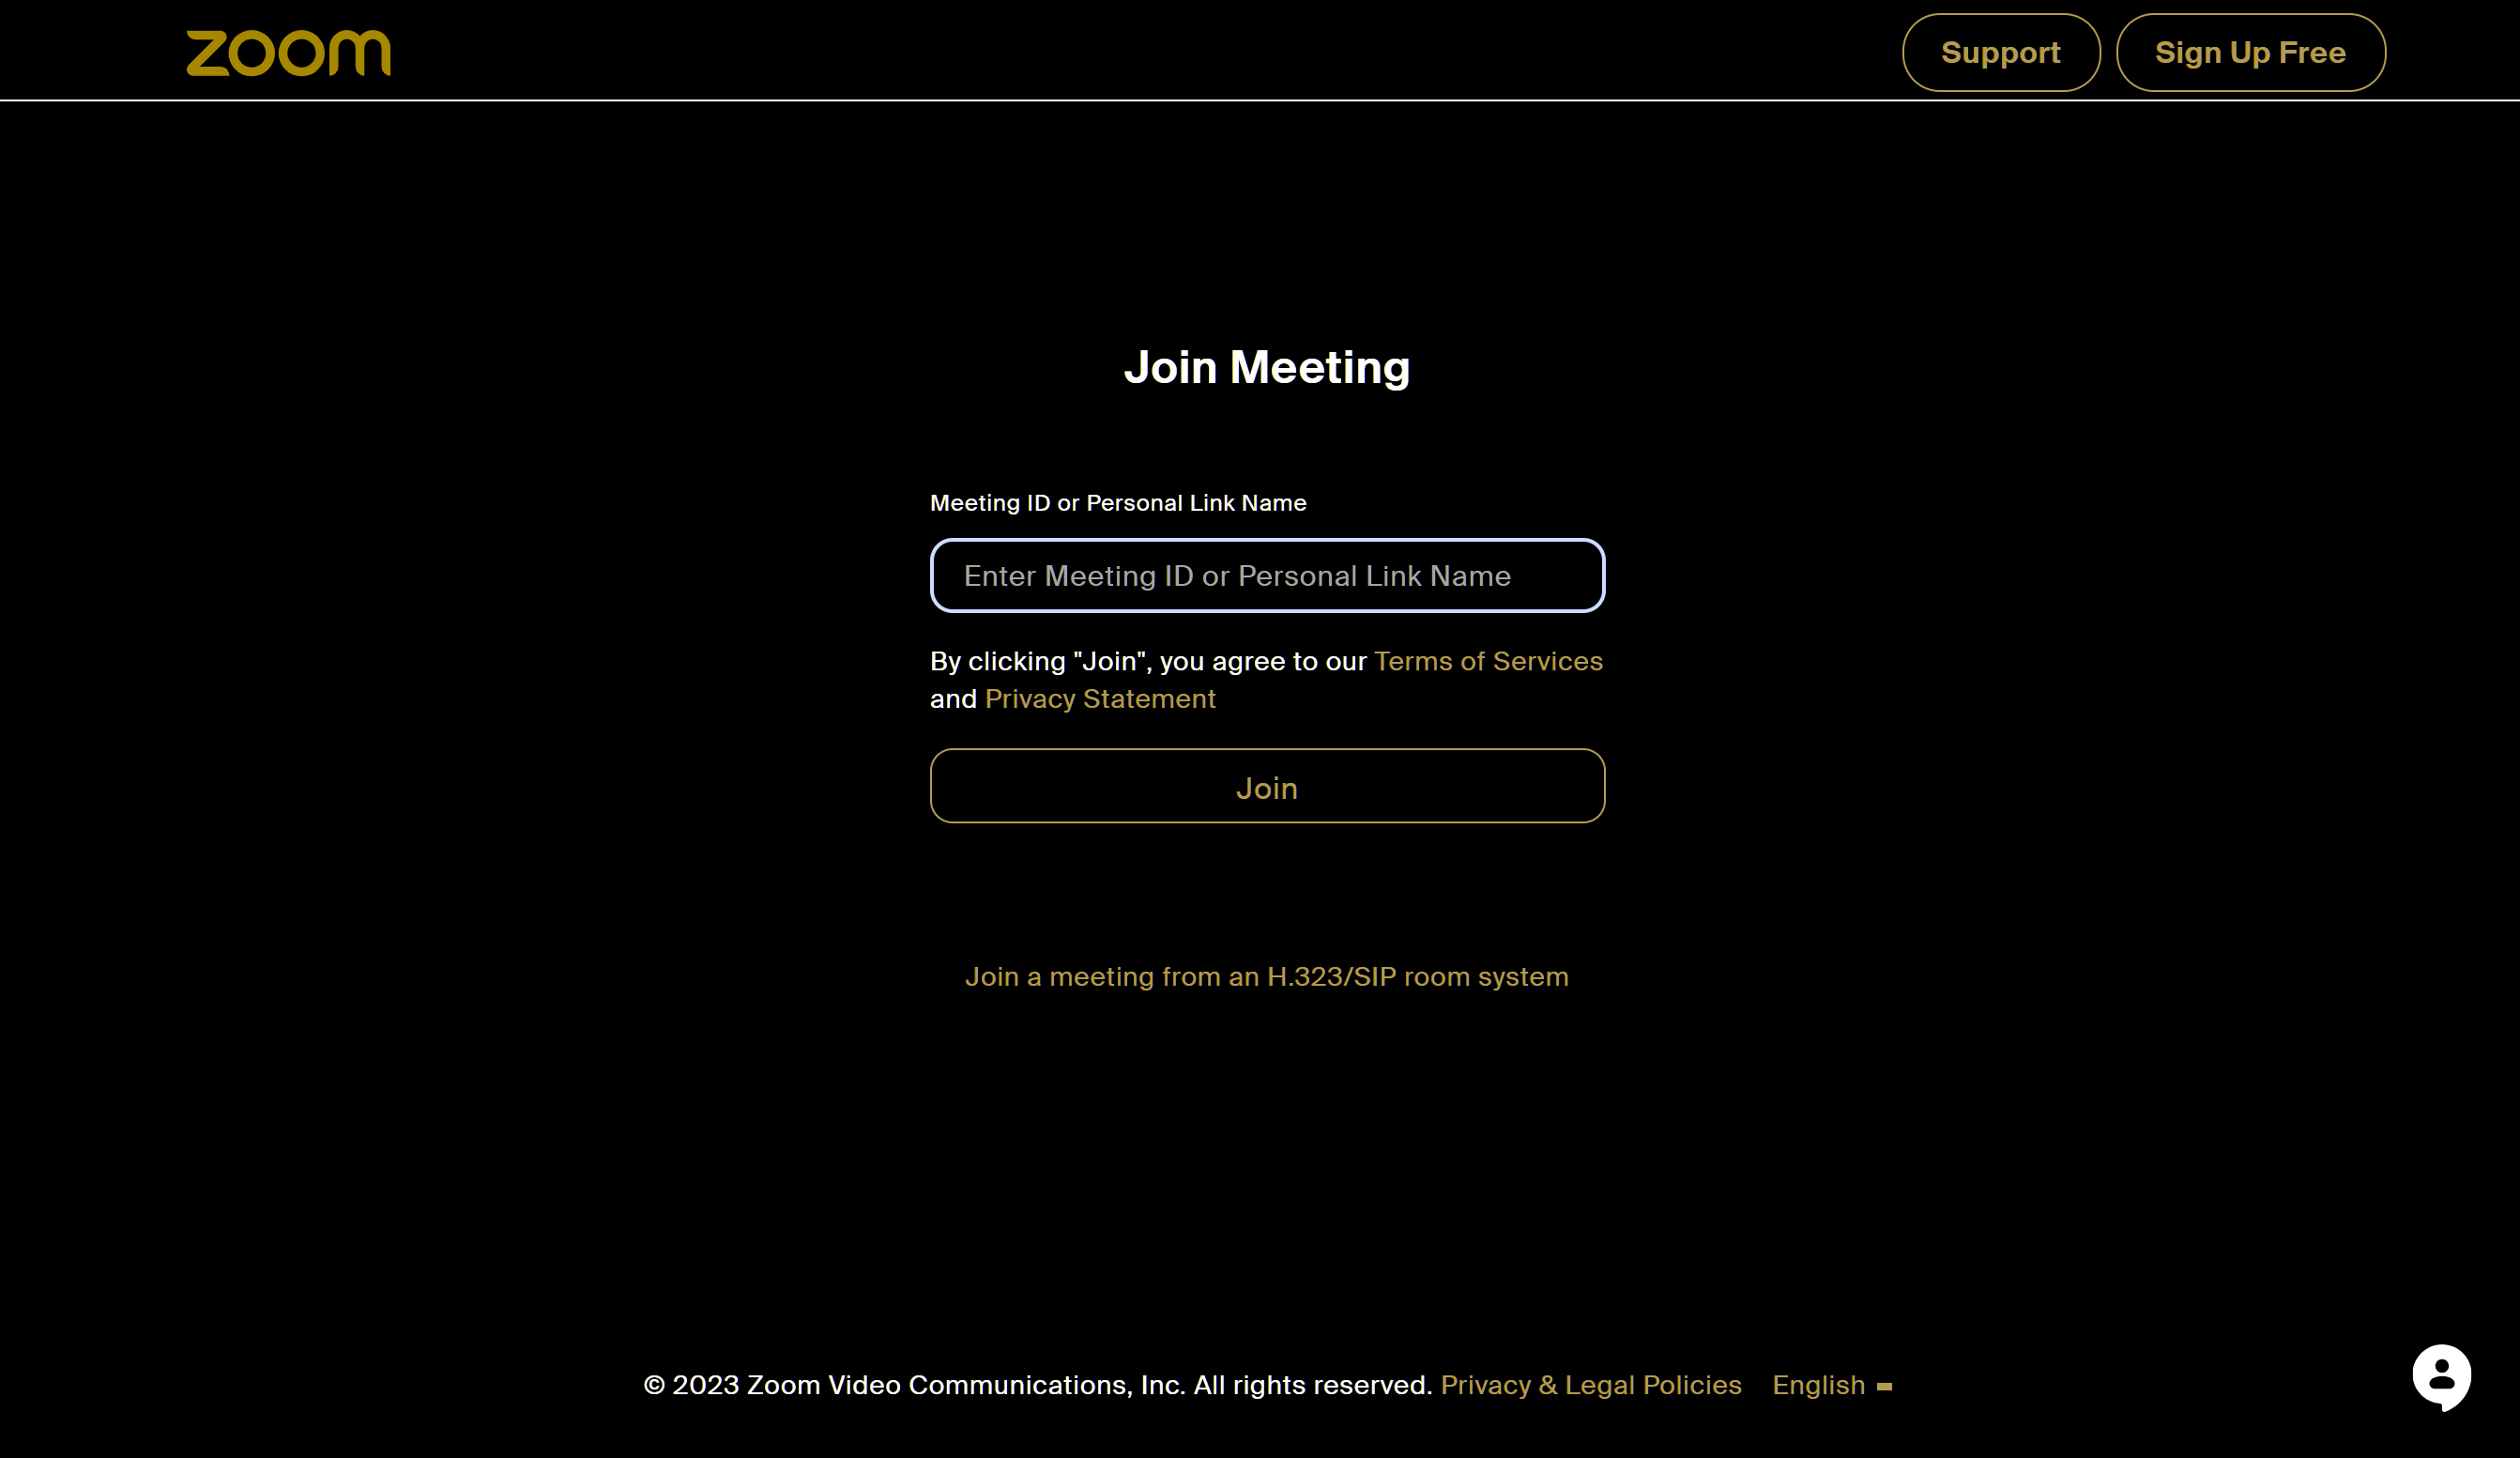 zoom
Support
Sign Up Free
Join Meeting
Meeting ID or Personal Link Name
Enter Meeting ID or Personal Link Name
By clicking "Join", you agree to our Terms of Services
and Privacy Statement
Join
Join a meeting from an H.323/SIP room system
© 2023 Zoom Video Communications, Inc. All rights reserved. Privacy & Legal Policies English